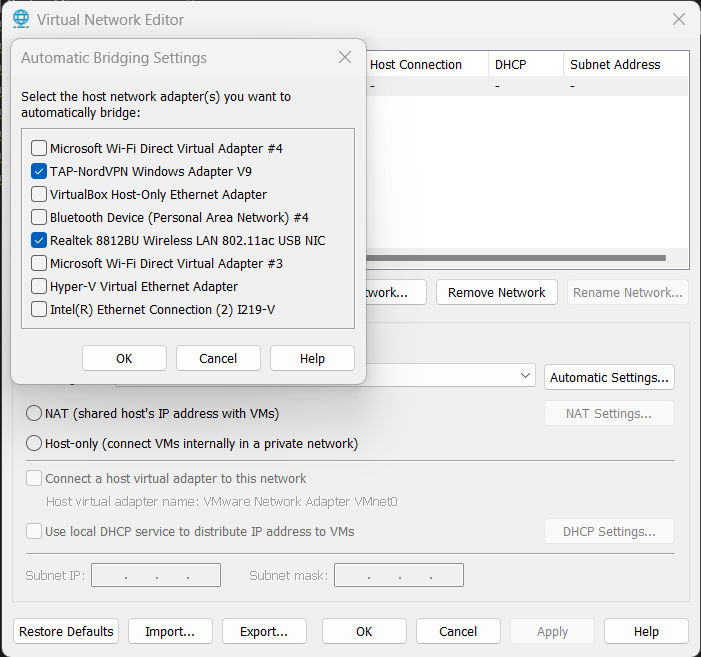 Virtual Network Editor
Automatic Bridging Settings
Select the host network adapter(s) you want to
automatically bridge:
Microsoft Wi-Fi Direct Virtual Adapter #4
TAP-NordVPN Windows Adapter V9
VirtualBox Host-Only Ethernet Adapter
Bluetooth Device (Personal Area Network) #4
Realtek 8812BU Wireless LAN 802.11ac USB NIC
Microsoft Wi-Fi Direct Virtual Adapter #3
Hyper-V Virtual Ethernet Adapter
Intel(R) Ethernet Connection (2) I219-V
OK Cancel Help
Host Connection DHCP Subnet Address
- - -
twork... Remove Network Rename Network...
Automatic Settings...
NAT (shared host's IP address with VMs) NAT Settings...
Host-only (connect VMs internally in a private network)
Connect a host virtual adapter to this network
Host virtual adapter name: VMware Network Adapter VMnet0
Use local DHCP service to distribute IP address to VMs DHCP Settings...
Subnet IP: . . . Subnet mask: . . .
Restore Defaults Import... Export... OK Cancel Apply Help